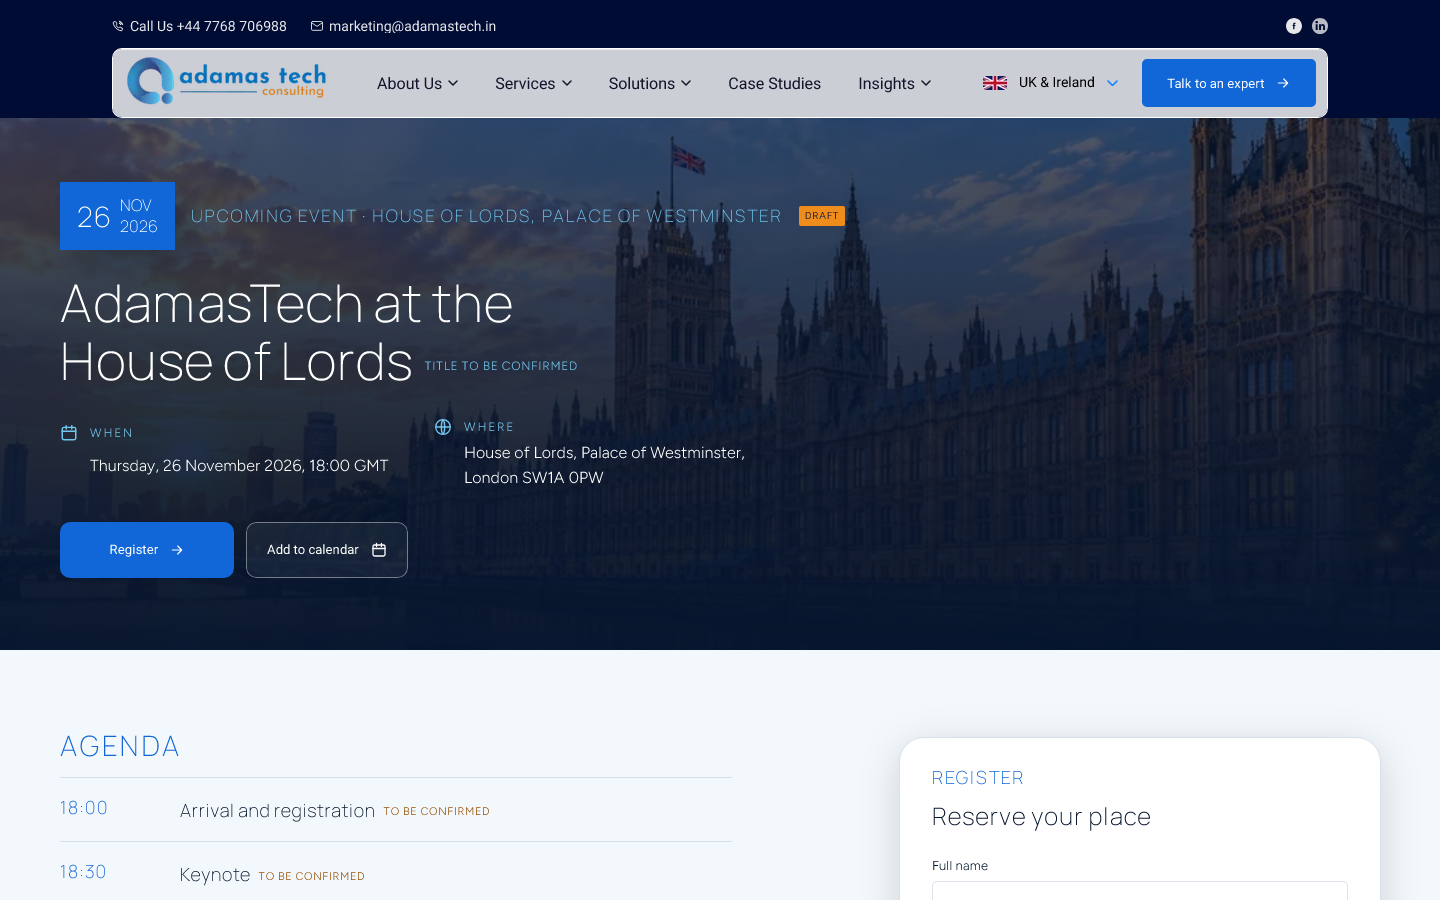 Call Us +44 7768 706988
marketing@adamastech.in
adamas tech
consulting
About Us
Services
Solutions
Case Studies
Insights
UK & Ireland
Talk to an expert
26 NOV
2026
UPCOMING EVENT · HOUSE OF LORDS, PALACE OF WESTMINSTER
DRAFT
AdamasTech at the
House of Lords TITLE TO BE CONFIRMED
WHEN
Thursday, 26 November 2026, 18:00 GMT
WHERE
House of Lords, Palace of Westminster,
London SW1A 0PW
Register
Add to calendar
AGENDA
18:00 Arrival and registration TO BE CONFIRMED
18:30 Keynote TO BE CONFIRMED
REGISTER
Reserve your place
Full name